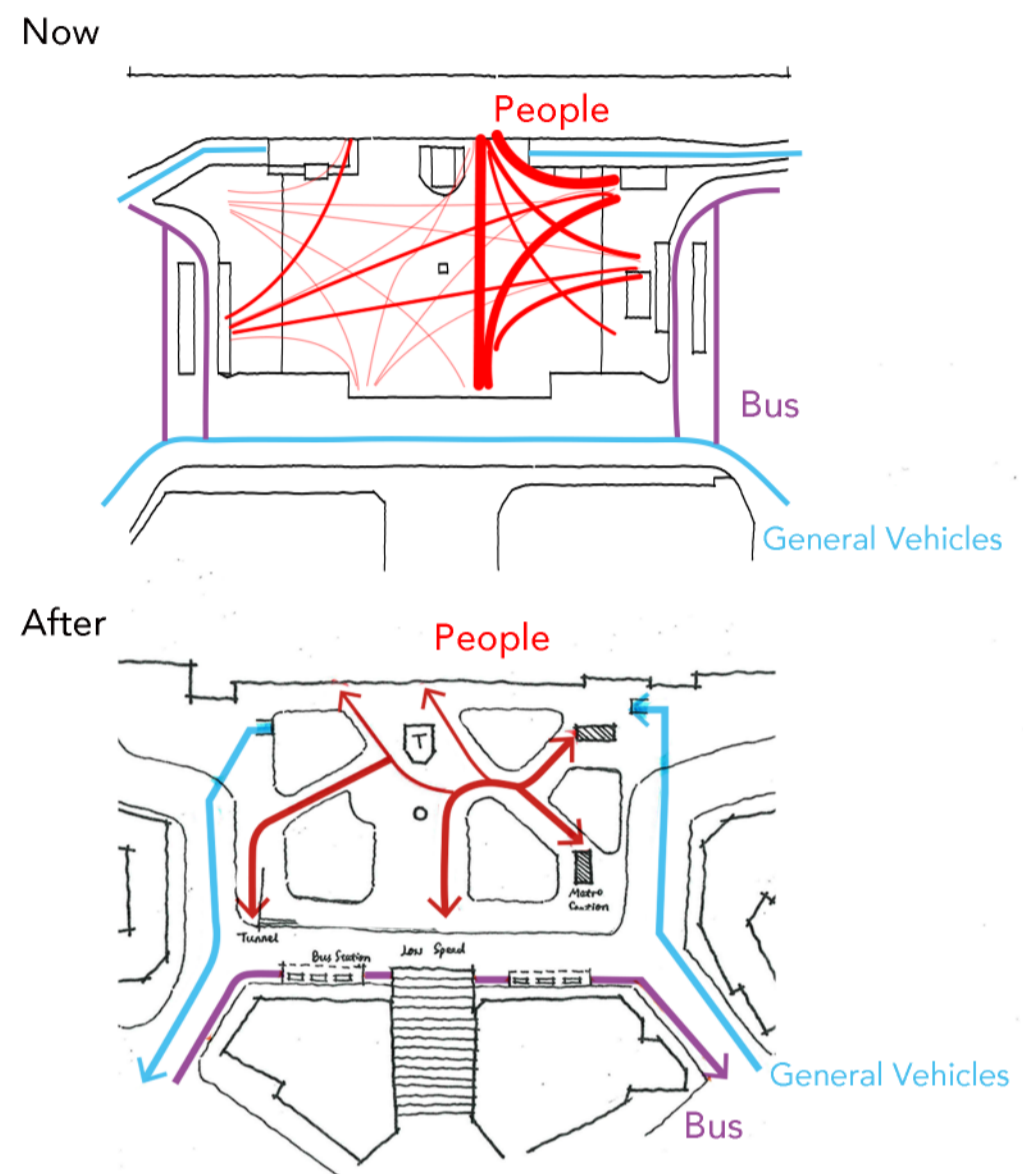 Now
People
Bus
General Vehicles
After
People
T
Metro
Tunnel
Bus Station
Low Speed
General Vehicles
Bus